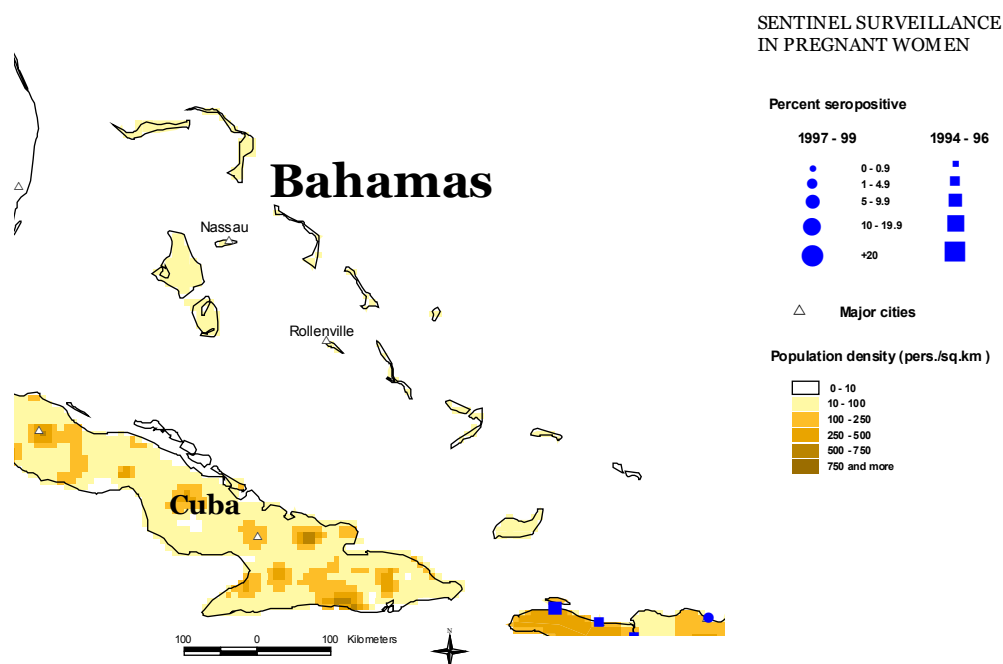 SENTINEL SURVEILLANCE
IN PREGNANT WOMEN
Percent seropositive
1997 - 99 1994 - 96
0 - 0.9
1 - 4.9
5 - 9.9
10 - 19.9
+20
Major cities
Population density (pers./sq.km)
0 - 10
10 - 100
100 - 250
250 - 500
500 - 750
750 and more
Bahamas
Nassau
Rollenville
Cuba
100 0 100 Kilometers
N